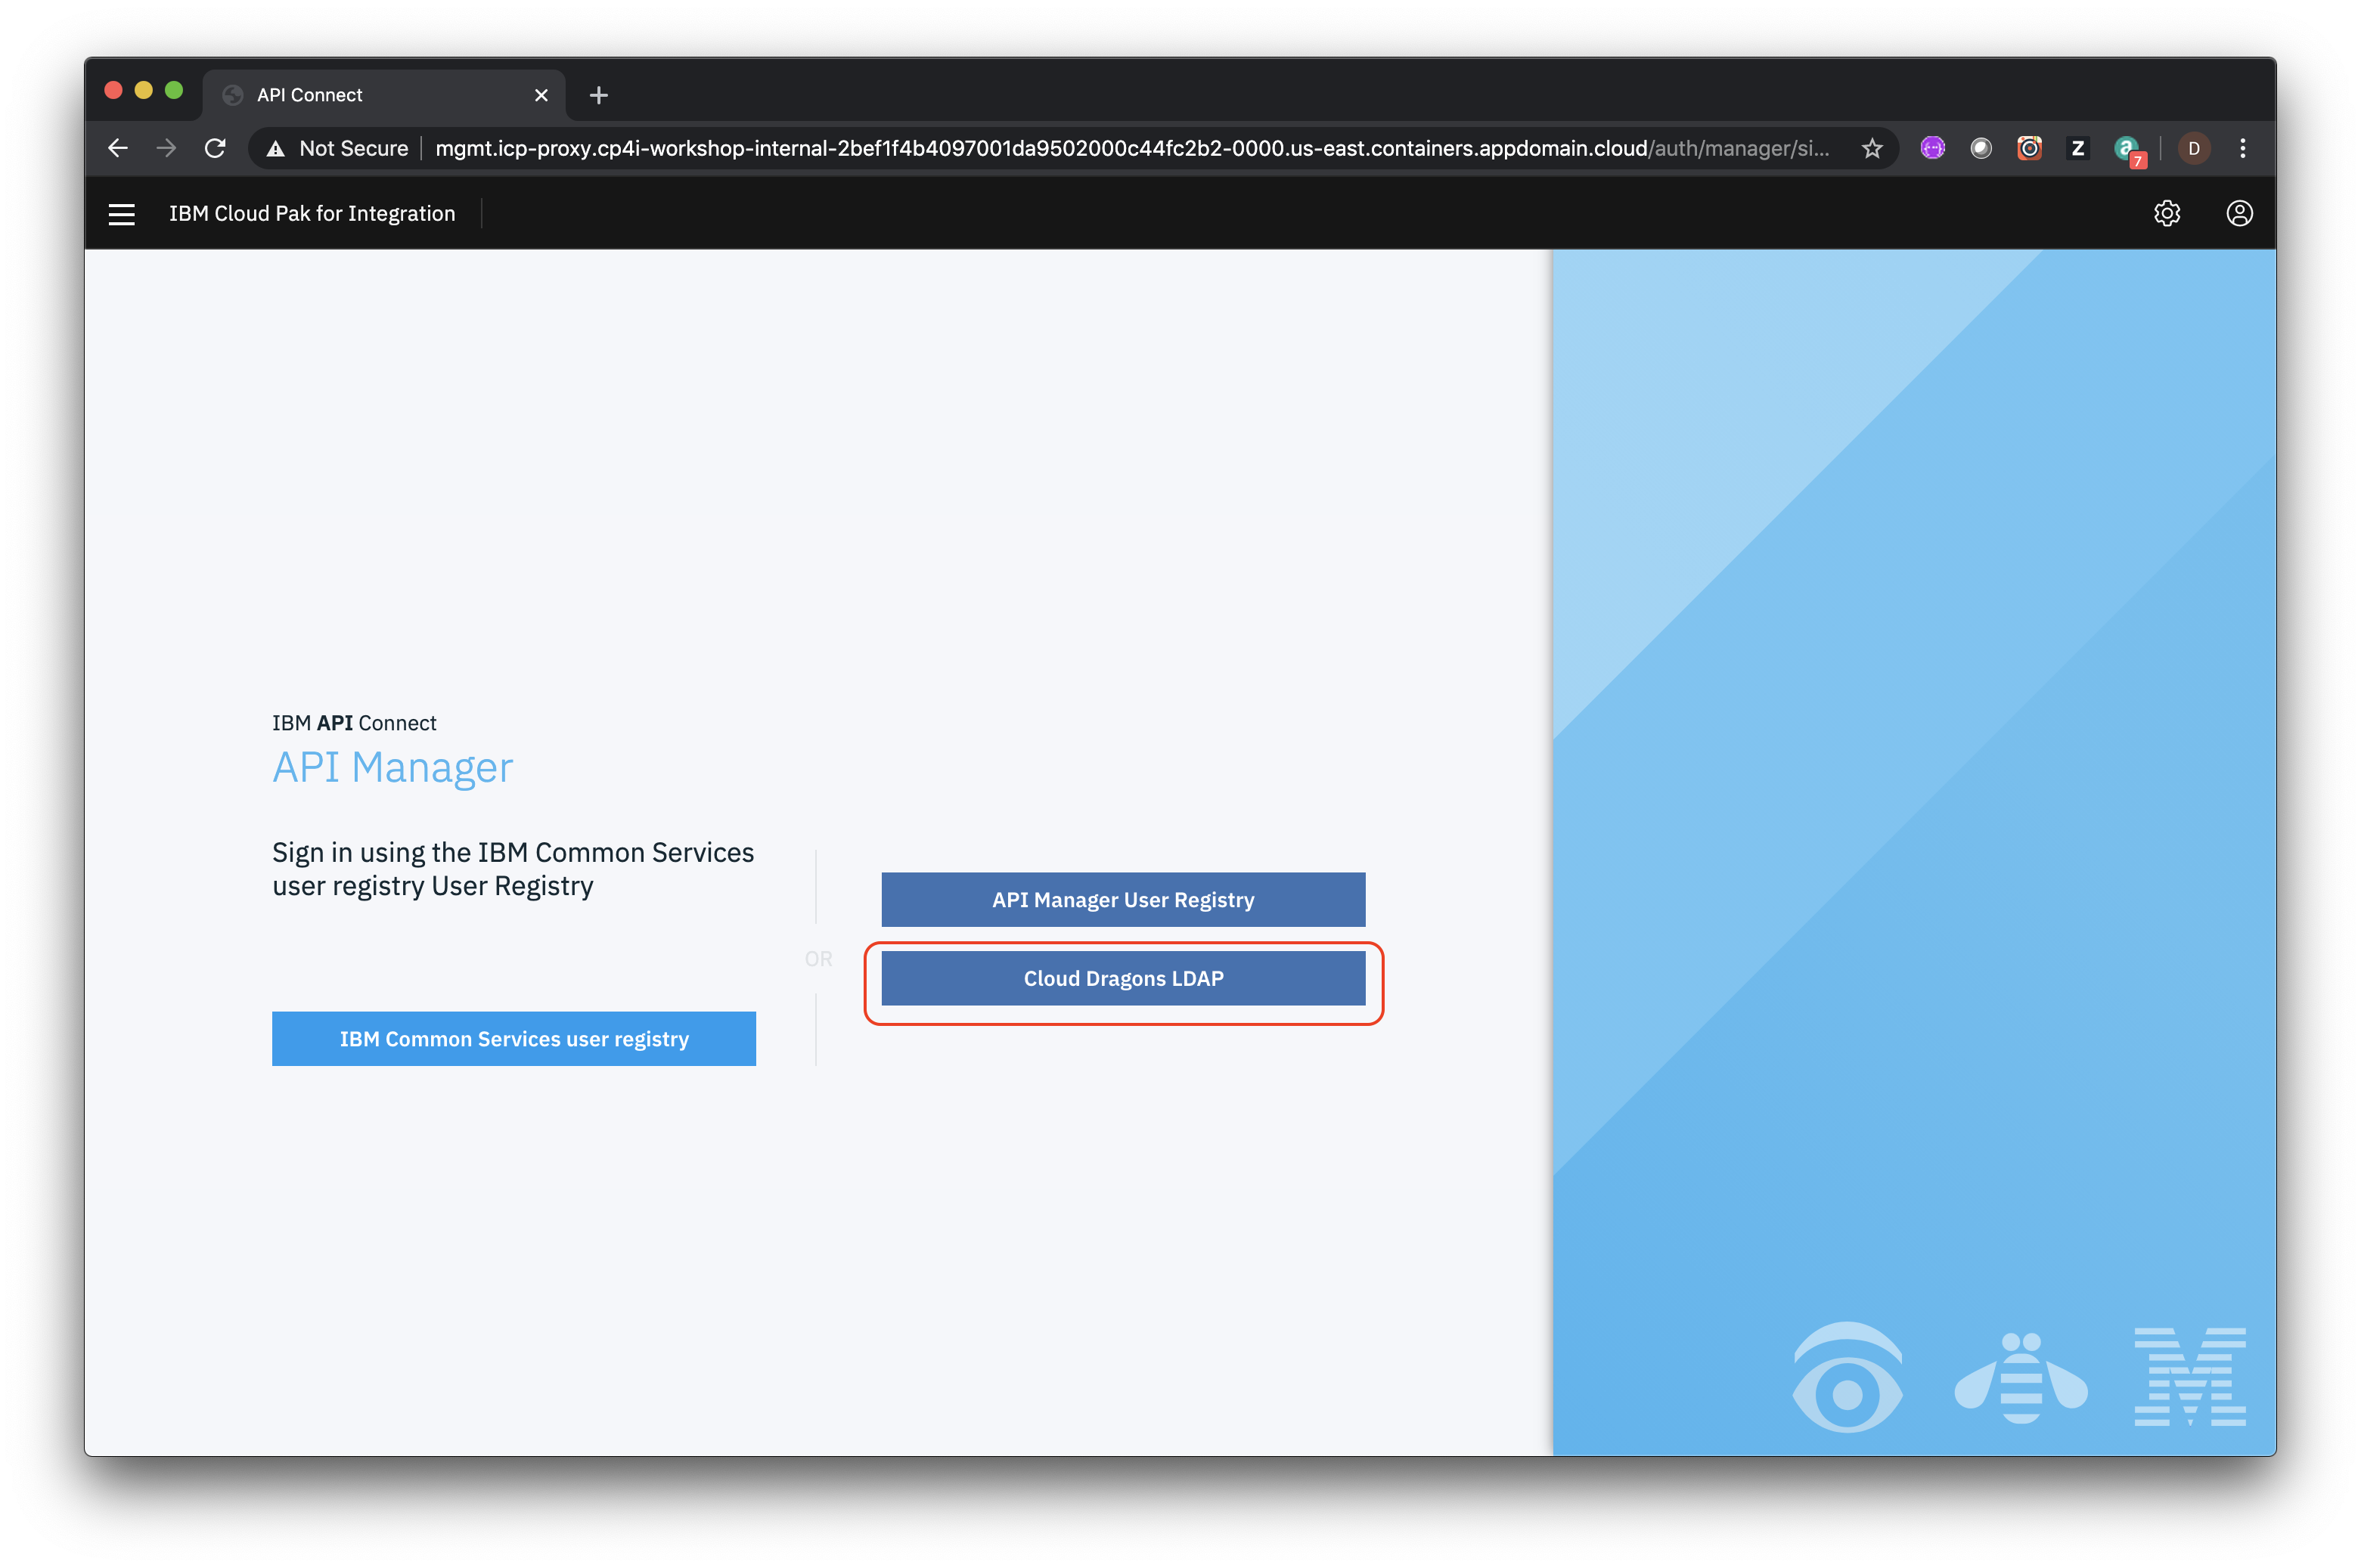 API Connect
Not Secure
mgmt.icp-proxy.cp4i-workshop-internal-2bef1f4b4097001da9502000c44fc2b2-0000.us-east.containers.appdomain.cloud/auth/manager/si...
Z
a
7
D
IBM Cloud Pak for Integration
IBM API Connect
API Manager
Sign in using the IBM Common Services
user registry User Registry
IBM Common Services user registry
OR
API Manager User Registry
Cloud Dragons LDAP
M